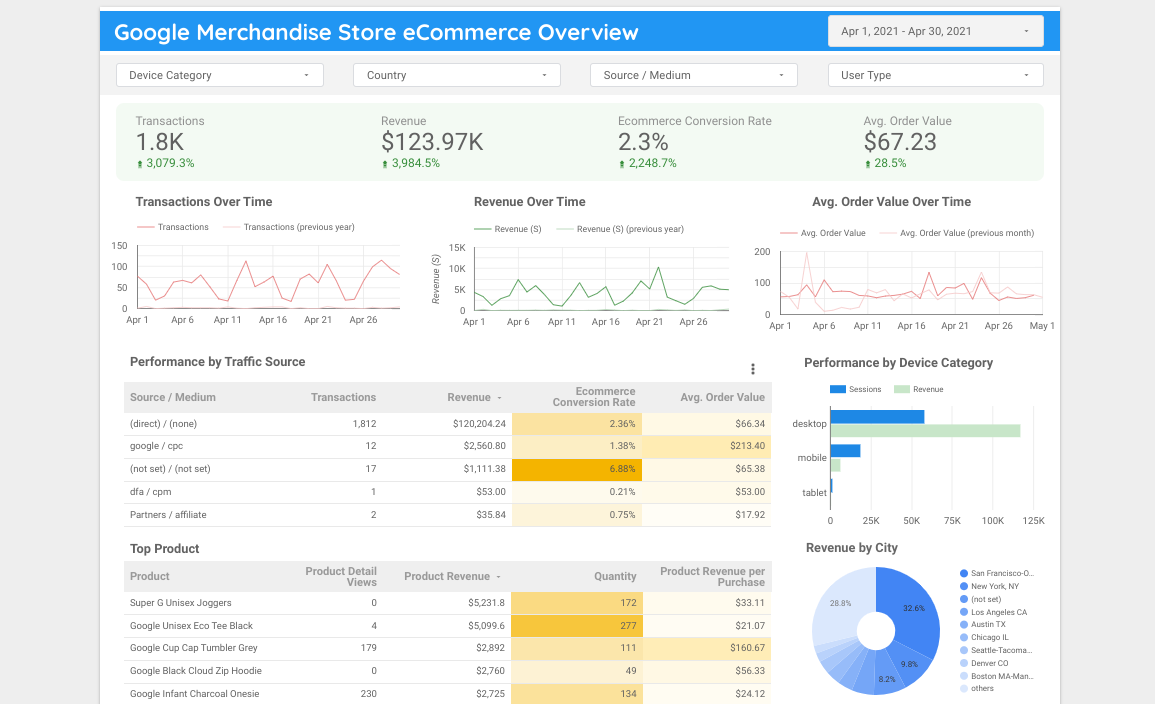 Google Merchandise Store eCommerce Overview
Apr 1, 2021 - Apr 30, 2021
Device Category
Country
Source / Medium
User Type
Transactions
1.8K
3,079.3%
Revenue
$123.97K
3,984.5%
Ecommerce Conversion Rate
2.3%
2,248.7%
Avg. Order Value
$67.23
28.5%
Transactions Over Time
Transactions
Transactions (previous year)
150
100
50
0
Apr 1
Apr 6
Apr 11
Apr 16
Apr 21
Apr 26
Revenue Over Time
Revenue (S)
Revenue (S) (previous year)
Revenue (S)
15K
10K
5K
0
Apr 1
Apr 6
Apr 11
Apr 16
Apr 21
Apr 26
Avg. Order Value Over Time
Avg. Order Value
Avg. Order Value (previous month)
200
100
0
Apr 1
Apr 6
Apr 11
Apr 16
Apr 21
Apr 26
May 1
Performance by Traffic Source
Source / Medium Transactions Revenue Ecommerce Conversion Rate Avg. Order Value
(direct) / (none) 1,812 $120,204.24 2.36% $66.34
google / cpc 12 $2,560.80 1.38% $213.40
(not set) / (not set) 17 $1,111.38 6.88% $65.38
dfa / cpm 1 $53.00 0.21% $53.00
Partners / affiliate 2 $35.84 0.75% $17.92
Performance by Device Category
Sessions
Revenue
desktop
mobile
tablet
0
25K
50K
75K
100K
125K
Top Product
Product Product Detail Views Product Revenue Quantity Product Revenue per Purchase
Super G Unisex Joggers 0 $5,231.8 172 $33.11
Google Unisex Eco Tee Black 4 $5,099.6 277 $21.07
Google Cup Cap Tumbler Grey 179 $2,892 111 $160.67
Google Black Cloud Zip Hoodie 0 $2,760 49 $56.33
Google Infant Charcoal Onesie 230 $2,725 134 $24.12
Revenue by City
28.8%
32.6%
9.8%
8.2%
San Francisco-O...
New York, NY
(not set)
Los Angeles CA
Austin TX
Chicago IL
Seattle-Tacoma...
Denver CO
Boston MA-Man...
others